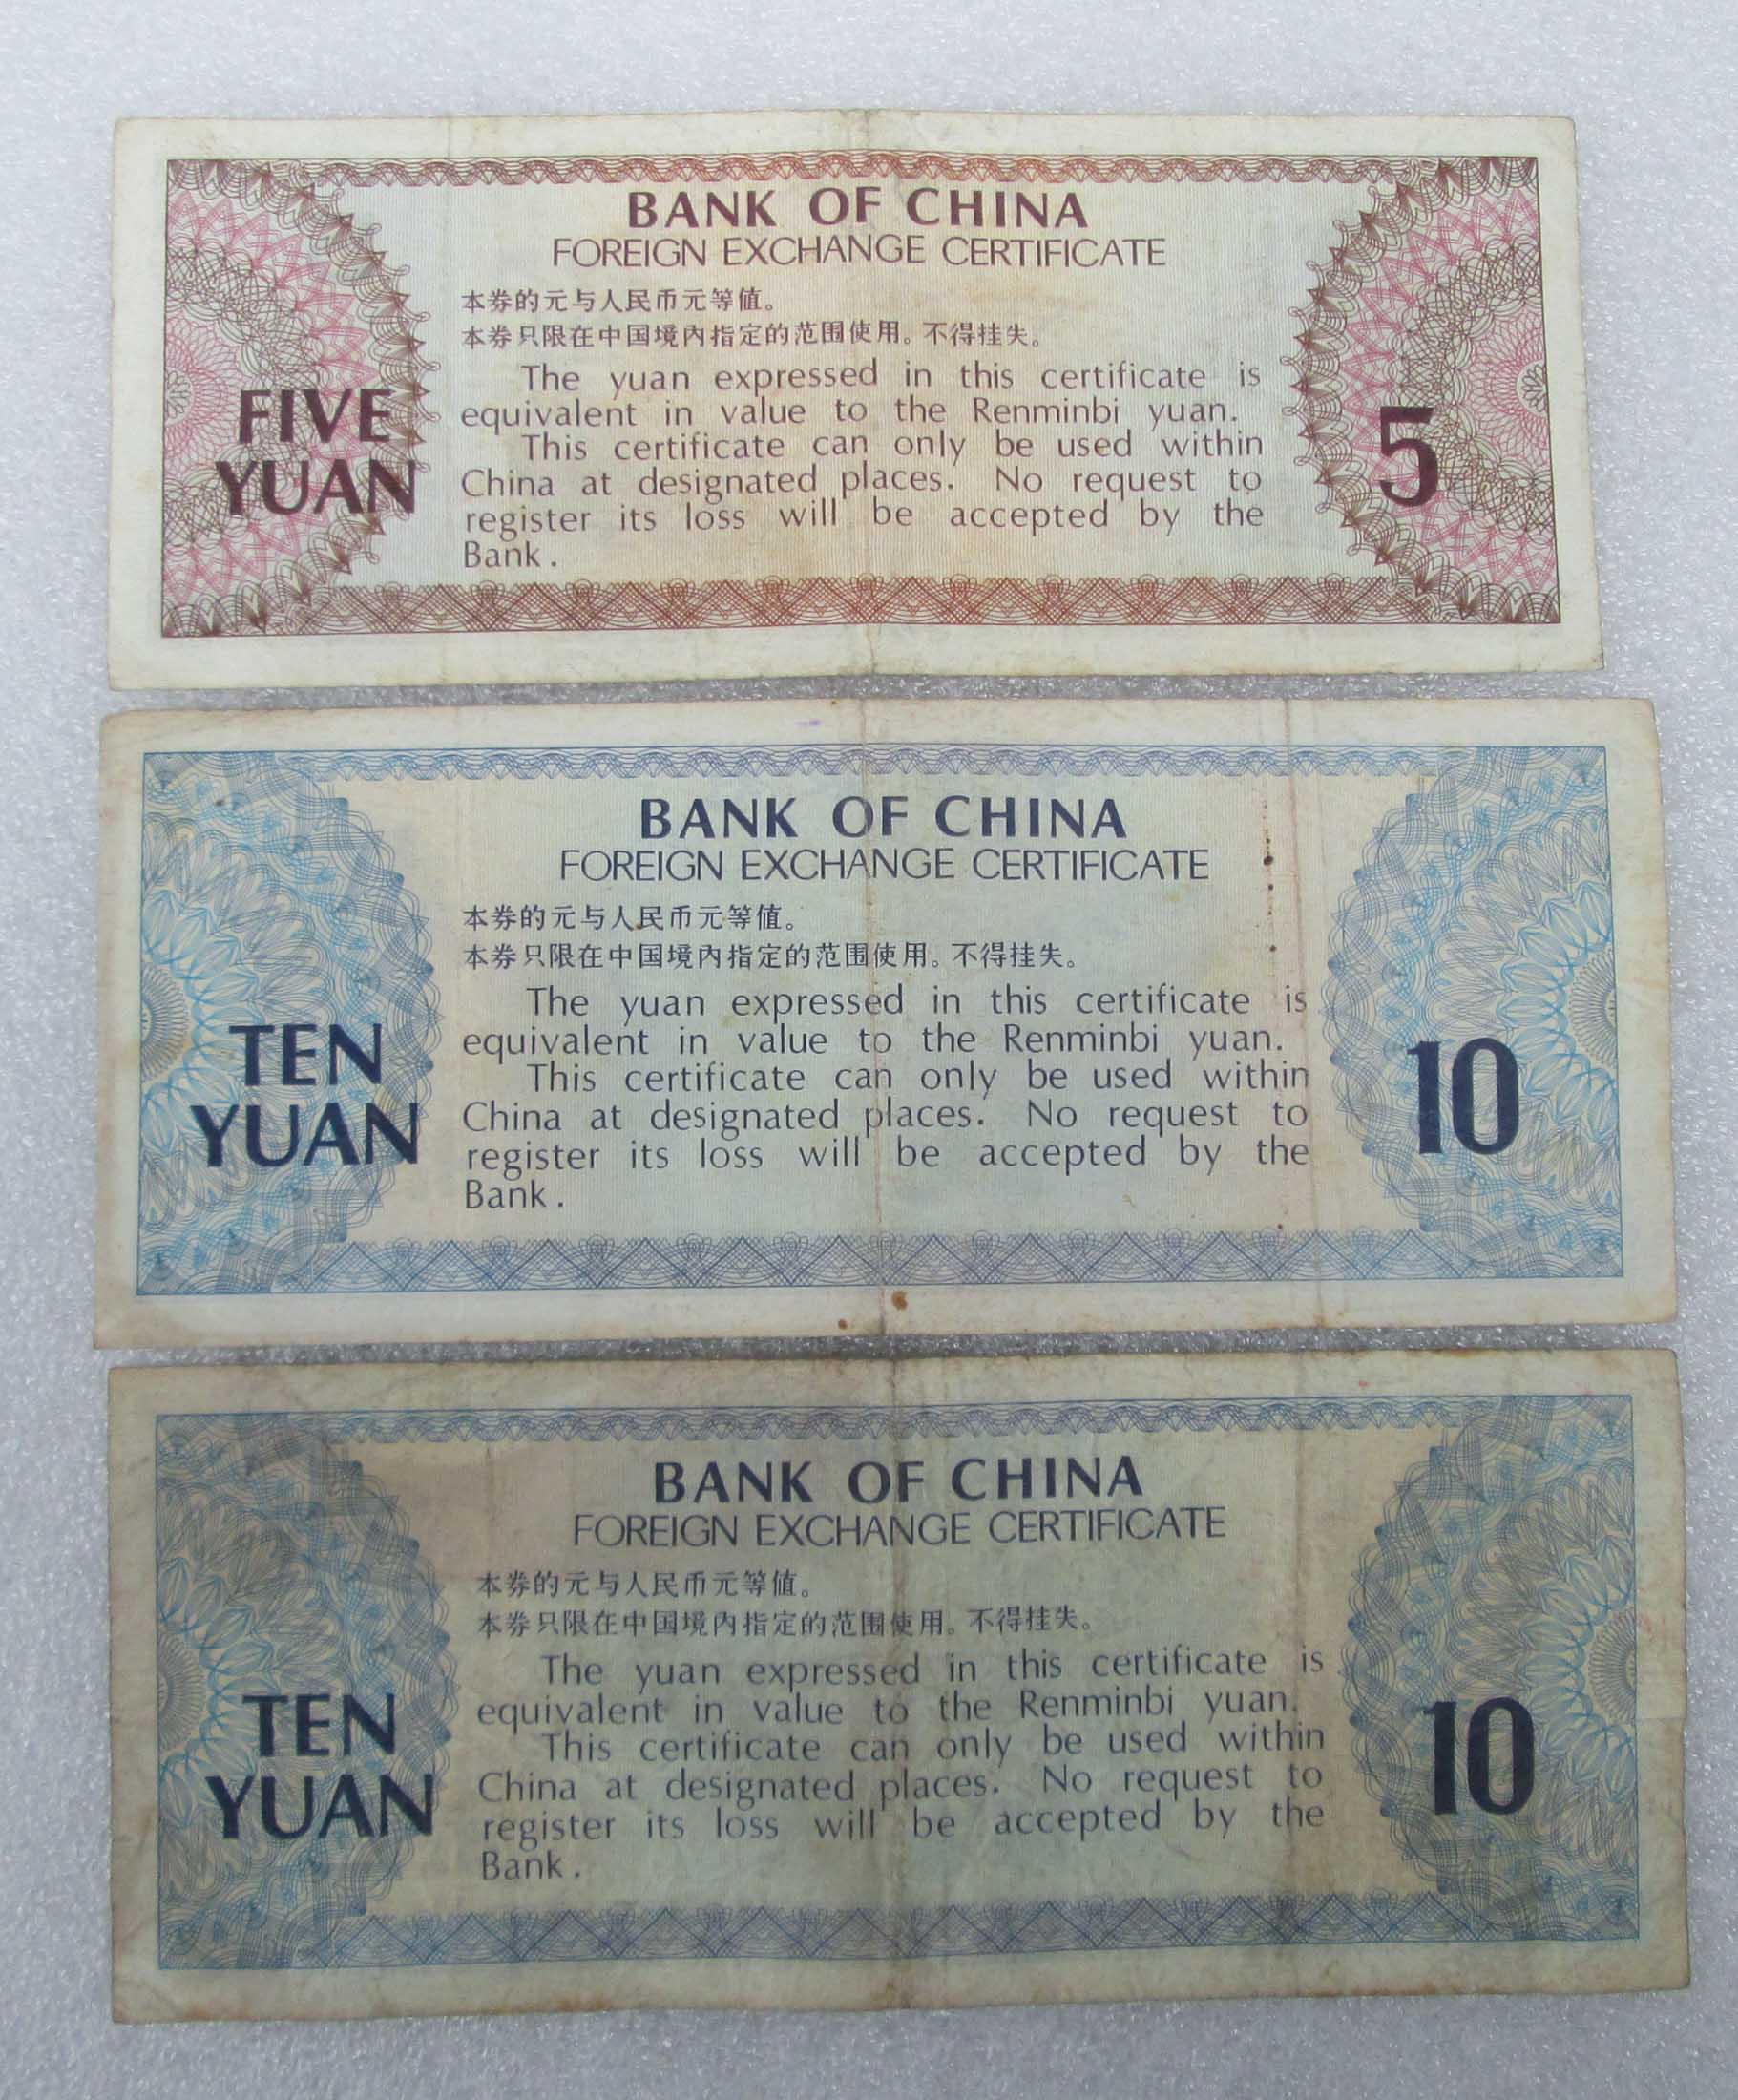 BANK OF CHINA
FOREIGN EXCHANGE CERTIFICATE
本券的元与人民币元等值。
本券只限在中国境内指定的范围使用。不得挂失。
The yuan expressed in this certificate is
equivalent in value to the Renminbi yuan.
This certificate can only be used within
China at designated places. No request to
register its loss will be accepted by the
Bank.
FIVE
YUAN
5
BANK OF CHINA
FOREIGN EXCHANGE CERTIFICATE
本券的元与人民币元等值。
本券只限在中国境内指定的范围使用。不得挂失。
The yuan expressed in this certificate is
equivalent in value to the Renminbi yuan.
This certificate can only be used within
China at designated places. No request to
register its loss will be accepted by the
Bank.
TEN
YUAN
10
BANK OF CHINA
FOREIGN EXCHANGE CERTIFICATE
本券的元与人民币元等值。
本券只限在中国境内指定的范围使用。不得挂失。
The yuan expressed in this certificate is
equivalent in value to the Renminbi yuan.
This certificate can only be used within
China at designated places. No request to
register its loss will be accepted by the
Bank.
TEN
YUAN
10